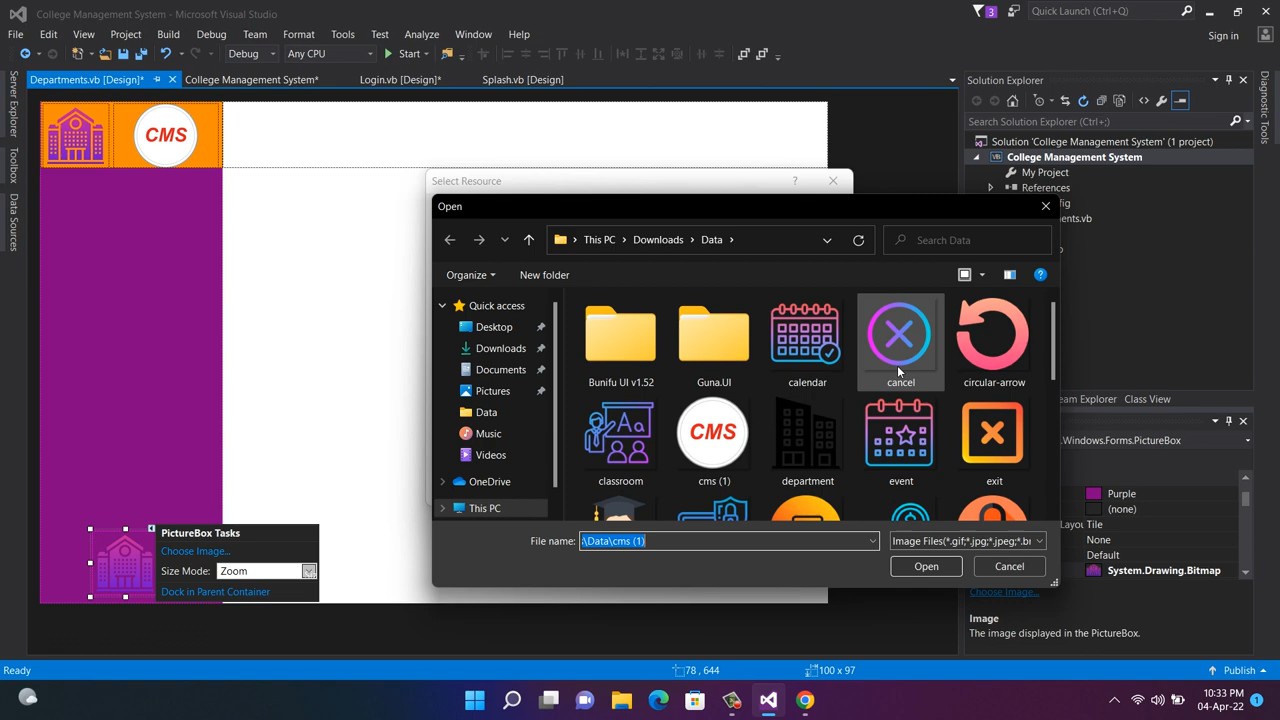 College Management System - Microsoft Visual Studio
3
Quick Launch (Ctrl+Q)
File Edit View Project Build Debug Team Format Tools Test Analyze Window Help
Sign in
Debug
Any CPU
Start
Departments.vb [Design]*
College Management System*
Login.vb [Design]*
Splash.vb [Design]
Server Explorer
Toolbox
Data Sources
CMS
Solution Explorer
Search Solution Explorer (Ctrl+;)
Solution 'College Management System' (1 project)
VB College Management System
My Project
References
Diagnostic Tools
Select Resource
?
Open
This PC > Downloads > Data >
Search Data
Organize
New folder
Quick access
Desktop
Downloads
Documents
Pictures
Data
Music
Videos
OneDrive
This PC
Bunifu UI v1.52
Guna.UI
calendar
cancel
circular-arrow
CMS
classroom
cms (1)
department
event
exit
File name:
:\Data\cms (1)
Image Files(*.gif;*.jpg;*.jpeg;*.br
Open
Cancel
Class View
.Windows.Forms.PictureBox
Purple
(none)
Tile
None
Default
System.Drawing.Bitmap
Choose Image...
Image
The image displayed in the PictureBox.
PictureBox Tasks
Choose Image...
Size Mode: Zoom
Dock in Parent Container
Ready
78 , 644
100 x 97
Publish
10:33 PM
04-Apr-22
1